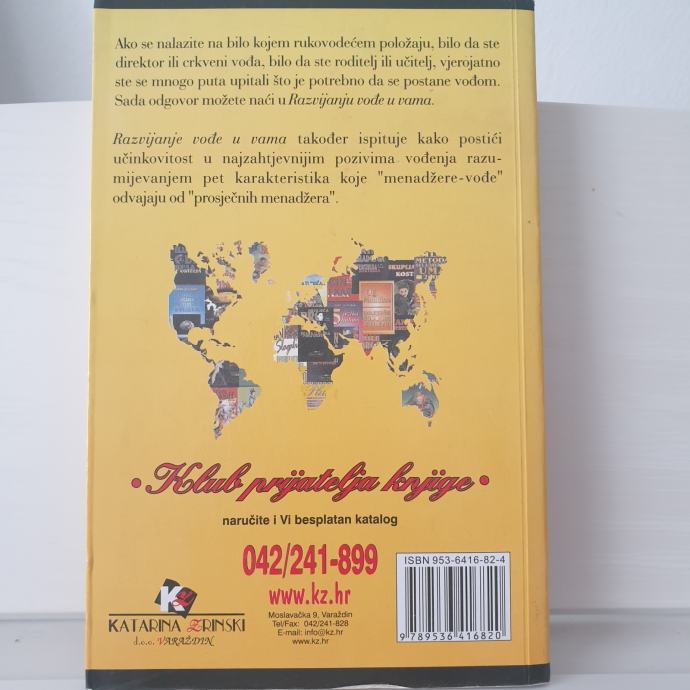 Ako se nalazite na bilo kojem rukovodećem položaju, bilo da ste
direktor ili crkveni vođa, bilo da ste roditelj ili učitelj, vjerojatno
ste se mnogo puta upitali što je potrebno da se postane vođom.
Sada odgovor možete naći u Razvijanju vođe u vama.
Razvijanje vođe u vama također ispituje kako postići
učinkovitost u najzahtjevnijim pozivima vođenja razu-
mijevanjem pet karakteristika koje "menadžere-vođe"
odvajaju od "prosječnih menadžera".
• Klub prijatelja knjige •
naručite i Vi besplatan katalog
042/241-899
www.kz.hr
Moslavačka 9, Varaždin
Tel/Fax: 042/241-828
E-mail: info@kz.hr
www.kz.hr
KZ
KATARINA ZRINSKI
d.o.o. VARAŽDIN
ISBN 953-6416-82-4
9 789536 416820